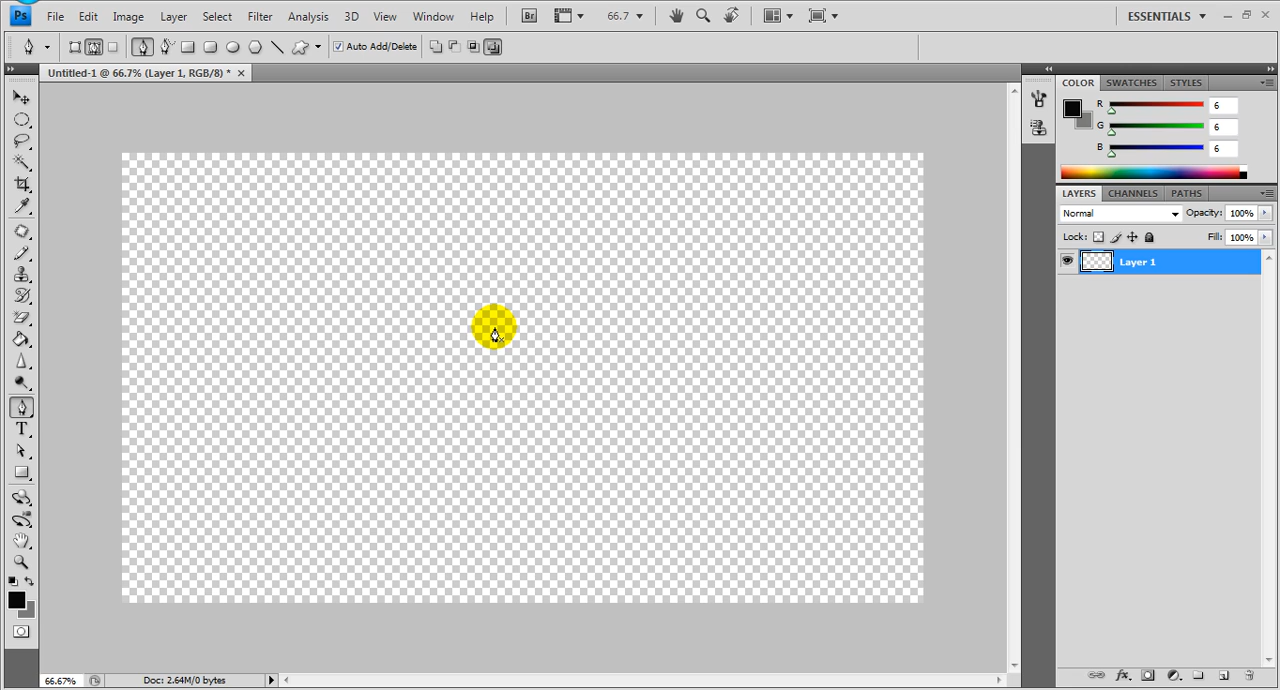 Ps File Edit Image Layer Select Filter Analysis 3D View Window Help Br 66.7 ESSENTIALS
Auto Add/Delete
Untitled-1 @ 66.7% (Layer 1, RGB/8) *
COLOR SWATCHES STYLES
R 6
G 6
B 6
LAYERS CHANNELS PATHS
Normal Opacity: 100%
Lock: Fill: 100%
Layer 1
T
66.67% Doc: 2.64M/0 bytes
fx